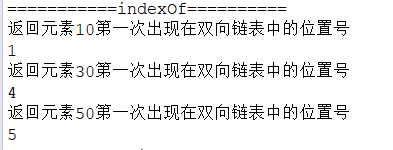 ===========indexOf==========
返回元素10第一次出现在双向链表中的位置号
1
返回元素30第一次出现在双向链表中的位置号
4
返回元素50第一次出现在双向链表中的位置号
5